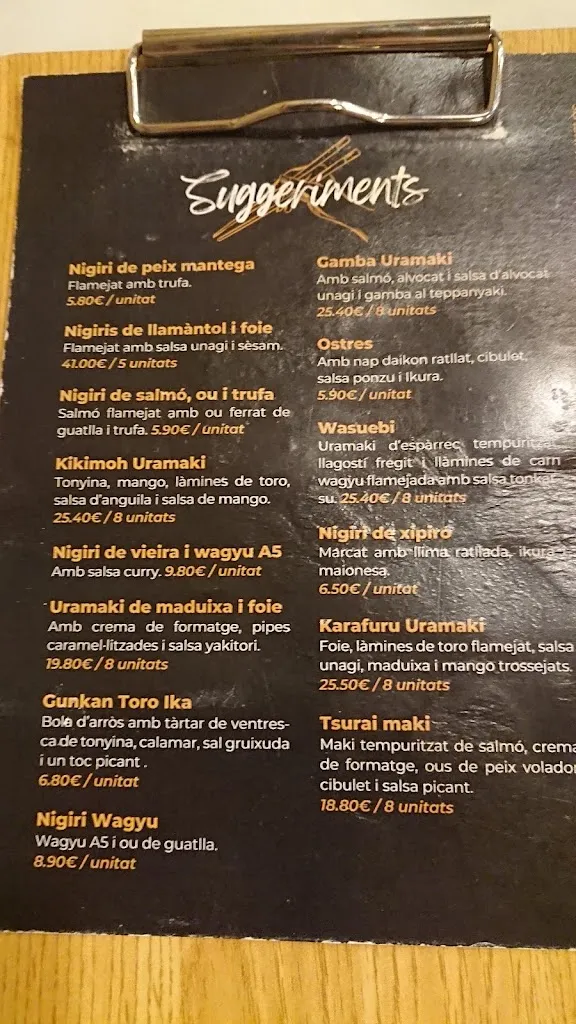 Suggeriments
Nigiri de peix mantega
Flamejat amb trufa.
5.80€ / unitat
Nigiris de llamàntol i foie
Flamejat amb salsa unagi i sèsam.
41.00€ / 5 unitats
Nigiri de salmó, ou i trufa
Salmó flamejat amb ou ferrat de
guatlla i trufa. 5.90€ / unitat
Kikimoh Uramaki
Tonyina, mango, làmines de toro,
salsa d'anguila i salsa de mango.
25.40€ / 8 unitats
Nigiri de vieira i wagyu A5
Amb salsa curry. 9.80€ / unitat
Uramaki de maduixa i foie
Amb crema de formatge, pipes
caramel·litzades i salsa yakitori.
19.80€ / 8 unitats
Gunkan Toro Ika
Bola d'arròs amb tàrtar de ventres-
ca de tonyina, calamar, sal gruixuda
i un toc picant .
6.80€ / unitat
Nigiri Wagyu
Wagyu A5 i ou de guatlla.
8.90€ / unitat
Gamba Uramaki
Amb salmó, alvocat i salsa d'alvocat
unagi i gamba al teppanyaki.
25.40€ / 8 unitats
Ostres
Amb nap daikon ratllat, cibulet,
salsa ponzu i Ikura.
5.90€ / unitat
Wasuebi
Uramaki d'espàrrec tempuritzat
llagostí fregit i llàmines de carn
wagyu flamejada amb salsa tonkat
su. 25.40€ / 8 unitats
Nigiri de xipiró
Marcat amb llima ratllada, ikura i
maionesa.
6.50€ / unitat
Karafuru Uramaki
Foie, làmines de toro flamejat, salsa
unagi, maduixa i mango trossejats.
25.50€ / 8 unitats
Tsurai maki
Maki tempuritzat de salmó, crema
de formatge, ous de peix volador
cibulet i salsa picant.
18.80€ / 8 unitats